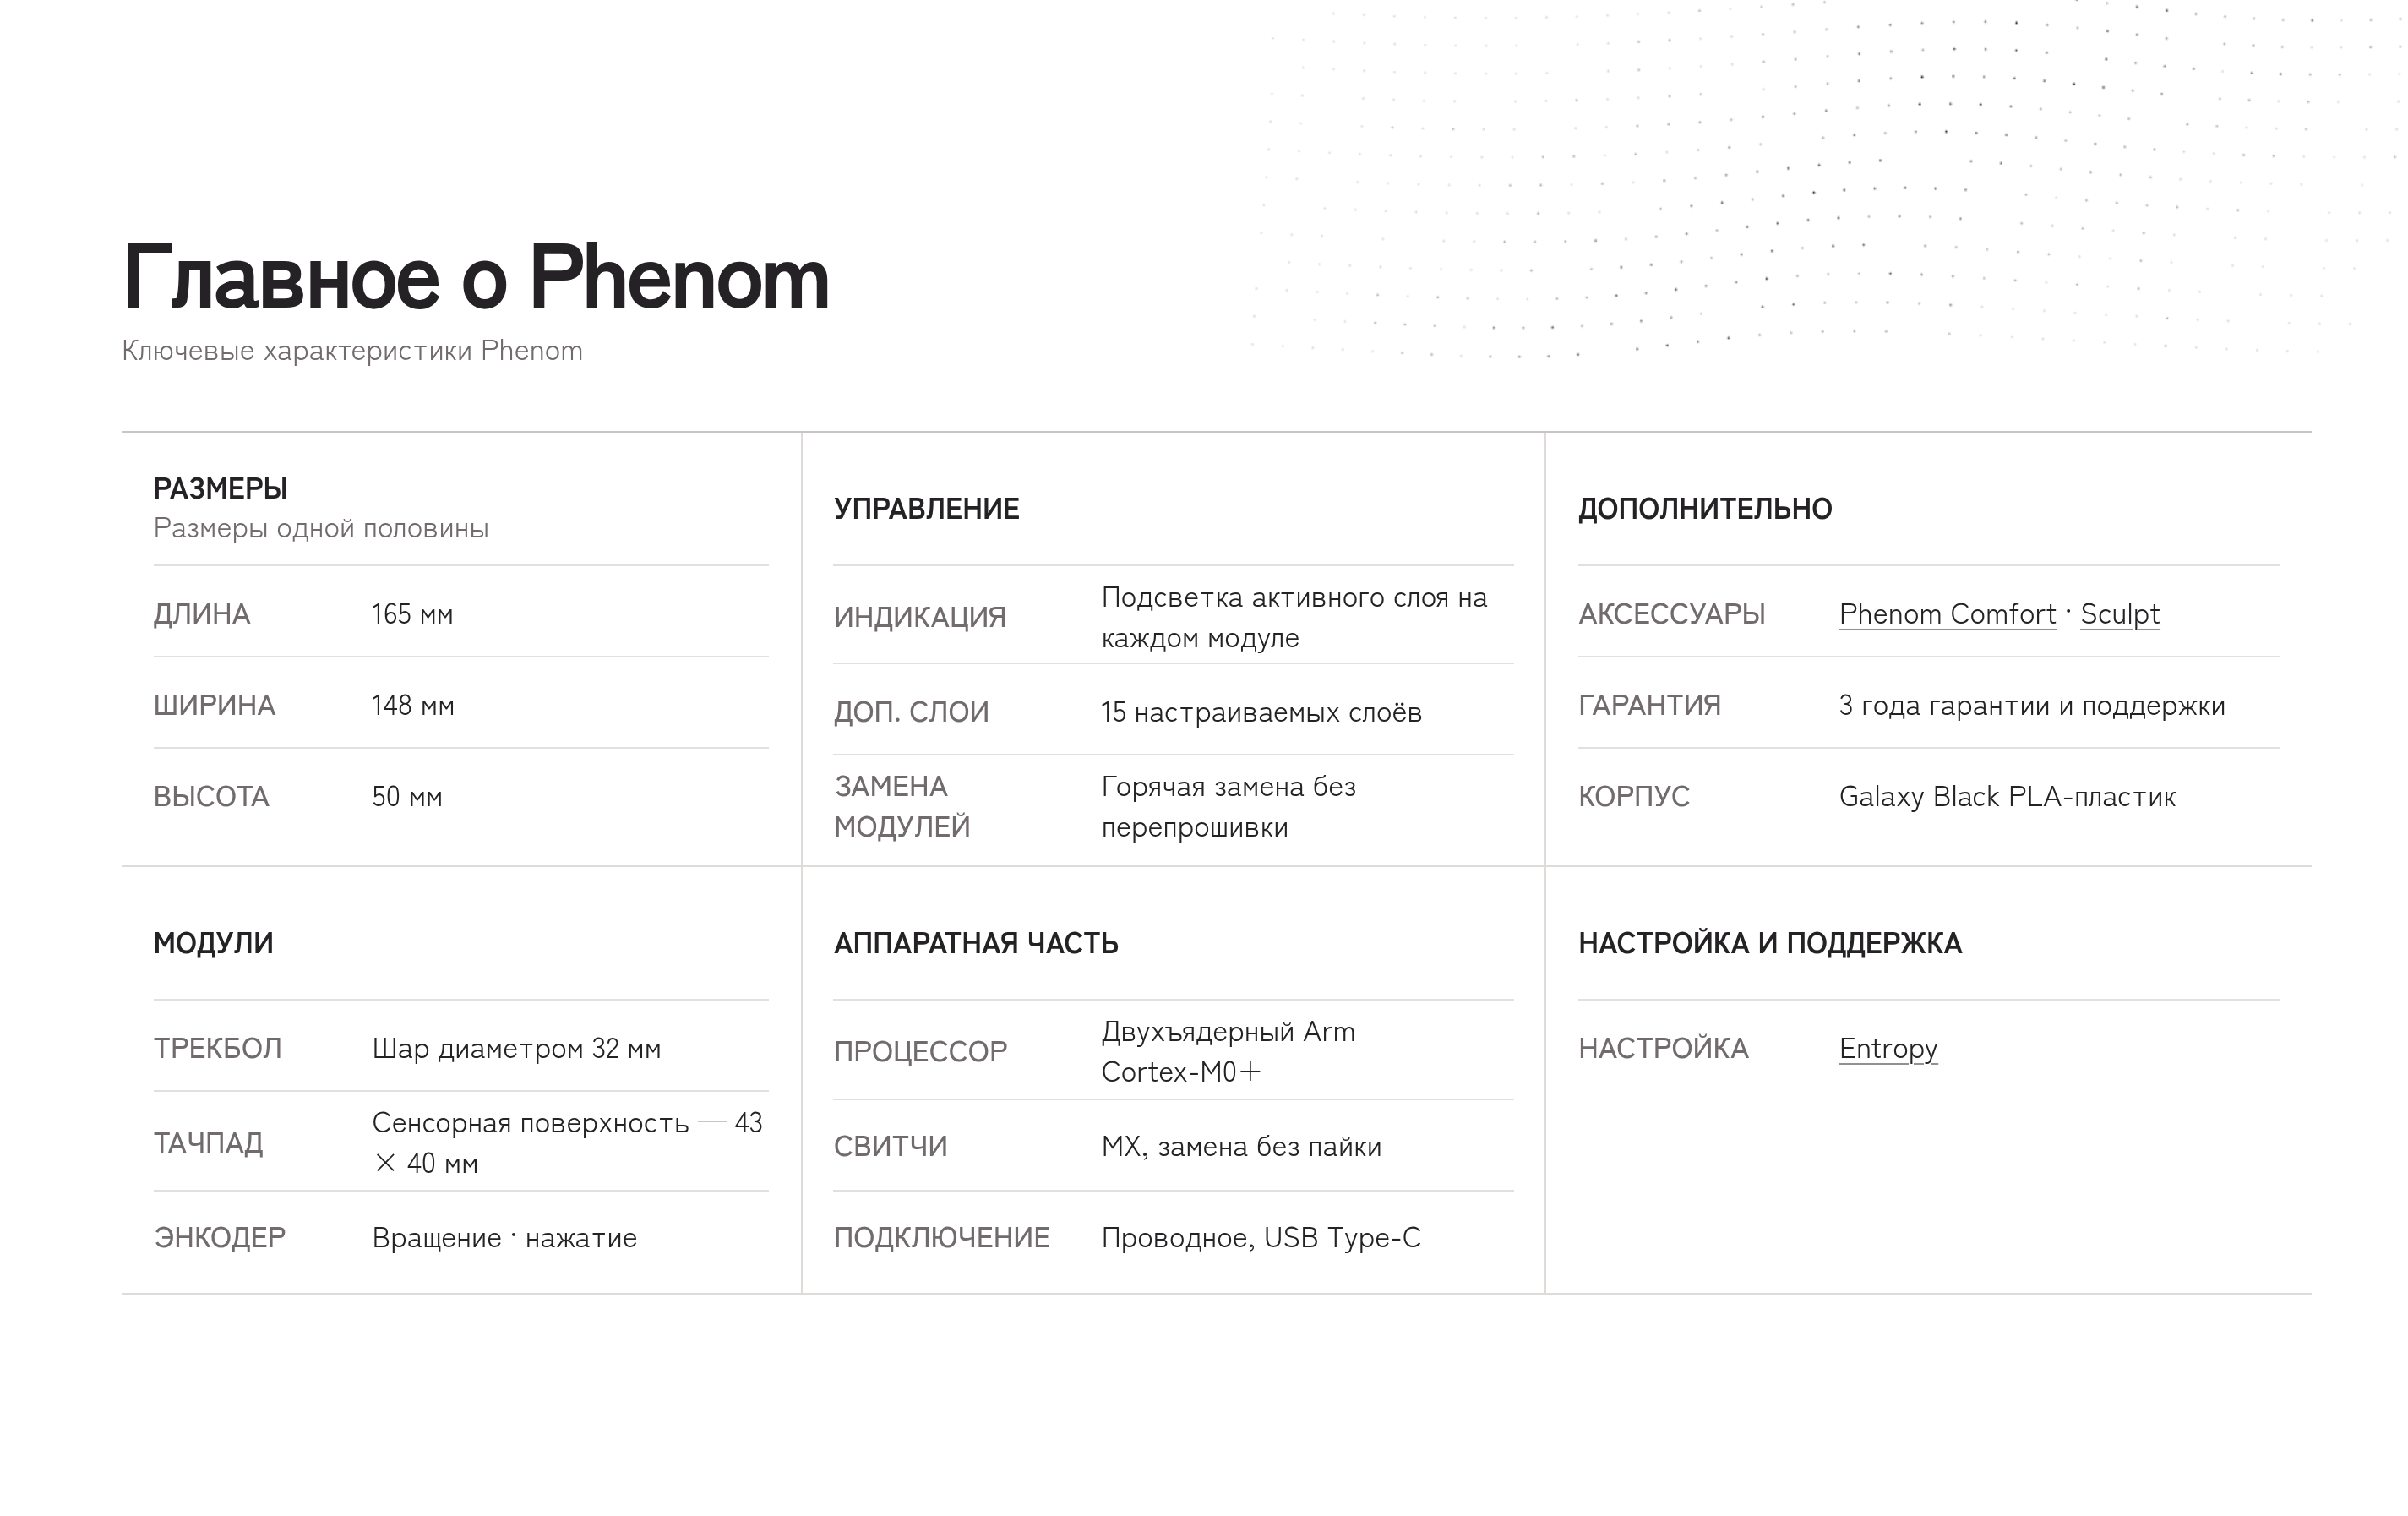 Главное о Phenom
Ключевые характеристики Phenom
РАЗМЕРЫ
Размеры одной половины
ДЛИНА 165 мм
ШИРИНА 148 мм
ВЫСОТА 50 мм
УПРАВЛЕНИЕ
ИНДИКАЦИЯ Подсветка активного слоя на
каждом модуле
ДОП. СЛОИ 15 настраиваемых слоёв
ЗАМЕНА Горячая замена без
МОДУЛЕЙ перепрошивки
ДОПОЛНИТЕЛЬНО
АКСЕССУАРЫ Phenom Comfort · Sculpt
ГАРАНТИЯ 3 года гарантии и поддержки
КОРПУС Galaxy Black PLA-пластик
МОДУЛИ
ТРЕКБОЛ Шар диаметром 32 мм
ТАЧПАД Сенсорная поверхность — 43
× 40 мм
ЭНКОДЕР Вращение · нажатие
АППАРАТНАЯ ЧАСТЬ
ПРОЦЕССОР Двухъядерный Arm
Cortex-M0+
СВИТЧИ MX, замена без пайки
ПОДКЛЮЧЕНИЕ Проводное, USB Type-C
НАСТРОЙКА И ПОДДЕРЖКА
НАСТРОЙКА Entropy